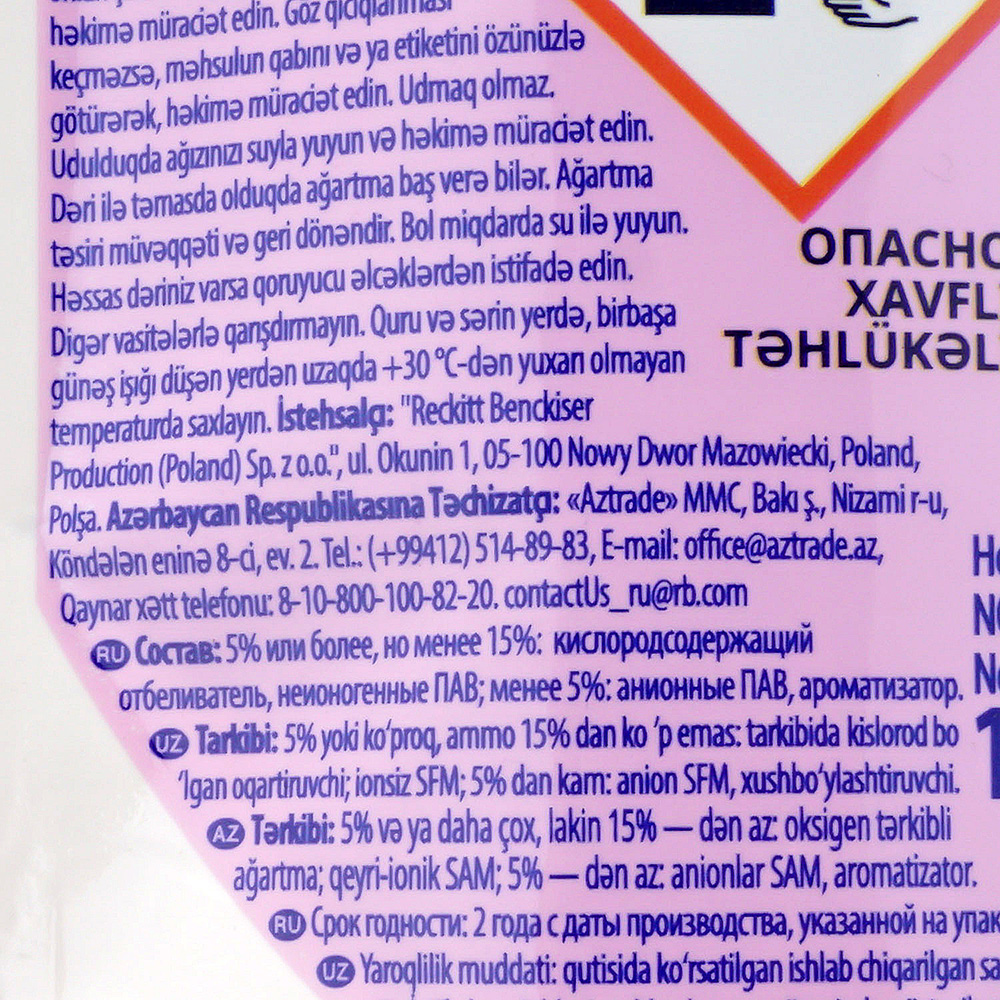 həkimə müraciət edin. Göz qıcıqlanması
keçməzsə, məhsulun qabını və ya etiketini özünüzlə
götürərək, həkimə müraciət edin. Udmaq olmaz.
Udulduqda ağızınızı suyla yuyun və həkimə müraciət edin.
Dəri ilə təmasda olduqda ağartma baş verə bilər. Ağartma
təsiri müvəqqəti və geri dönəndir. Bol miqdarda su ilə yuyun.
Həssas dəriniz varsa qoruyucu əlcəklərdən istifadə edin.
Digər vasitələrlə qarışdırmayın. Quru və sərin yerdə, birbaşa
günəş işığı düşən yerdən uzaqda +30 °C-dən yuxarı olmayan
temperaturda saxlayın. İstehsalçı: "Reckitt Benckiser
Production (Poland) Sp. z o.o.", ul. Okunin 1, 05-100 Nowy Dwor Mazowiecki, Poland,
Polşa. Azərbaycan Respublikasına Təchizatçı: «Aztrade» MMC, Bakı ş., Nizami r-u,
Köndələn eninə 8-ci, ev. 2. Tel.: (+99412) 514-89-83, E-mail: office@aztrade.az,
Qaynar xətt telefonu: 8-10-800-100-82-20. contactUs_ru@rb.com
ОПАСНО
XAVFL
TƏHLÜKƏL
RU Состав: 5% или более, но менее 15%: кислородсодержащий
отбеливатель, неионогенные ПАВ; менее 5%: анионные ПАВ, ароматизатор.
UZ Tarkibi: 5% yoki ko‘proq, ammo 15% dan ko ‘p emas: tarkibida kislorod bo
‘lgan oqartiruvchi; ionsiz SFM; 5% dan kam: anion SFM, xushbo‘ylashtiruvchi.
AZ Tərkibi: 5% və ya daha çox, lakin 15% — dən az: oksigen tərkibli
ağartma; qeyri-ionik SAM; 5% — dən az: anionlar SAM, aromatizator.
RU Срок годности: 2 года с даты производства, указанной на упак
UZ Yaroqlilik muddati: qutisida ko‘rsatilgan ishlab chiqarilgan sa